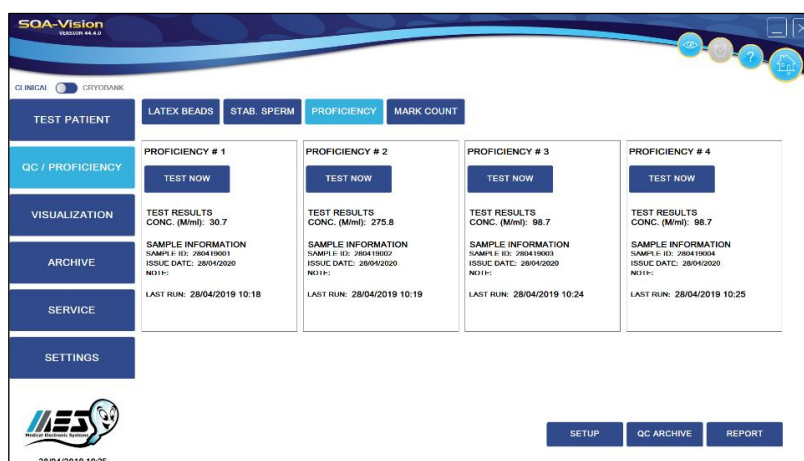 SQA-Vision
VERSION 44.4.0
CLINICAL CRYOBANK
TEST PATIENT
QC / PROFICIENCY
VISUALIZATION
ARCHIVE
SERVICE
SETTINGS
LATEX BEADS STAB. SPERM PROFICIENCY MARK COUNT
PROFICIENCY # 1
TEST NOW
TEST RESULTS
CONC. (M/ml): 30.7
SAMPLE INFORMATION
SAMPLE ID: 280419001
ISSUE DATE: 28/04/2020
NOTE:
LAST RUN: 28/04/2019 10:18
PROFICIENCY # 2
TEST NOW
TEST RESULTS
CONC. (M/ml): 275.8
SAMPLE INFORMATION
SAMPLE ID: 280419002
ISSUE DATE: 28/04/2020
NOTE:
LAST RUN: 28/04/2019 10:19
PROFICIENCY # 3
TEST NOW
TEST RESULTS
CONC. (M/ml): 98.7
SAMPLE INFORMATION
SAMPLE ID: 280419003
ISSUE DATE: 28/04/2020
NOTE:
LAST RUN: 28/04/2019 10:24
PROFICIENCY # 4
TEST NOW
TEST RESULTS
CONC. (M/ml): 98.7
SAMPLE INFORMATION
SAMPLE ID: 280419004
ISSUE DATE: 28/04/2020
NOTE:
LAST RUN: 28/04/2019 10:25
SETUP QC ARCHIVE REPORT
MES
Medical Electronic Systems
28/04/2019 10:25